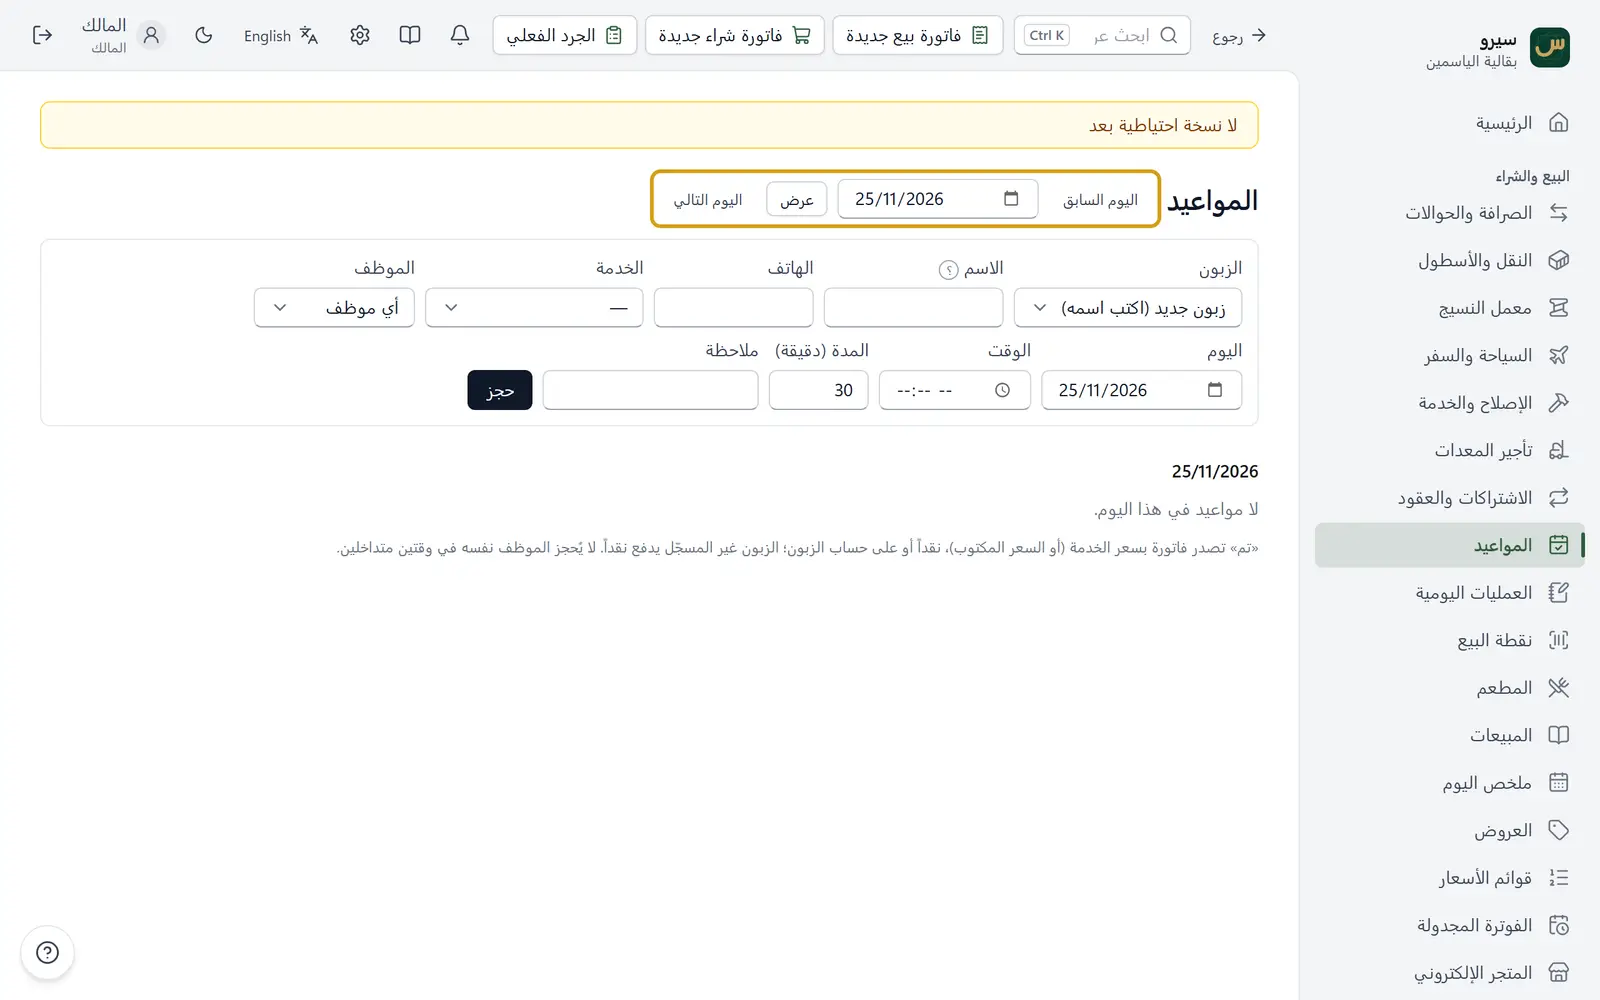 س
سيرو
بقالية الياسمين
رجوع
ابحث عر
Ctrl K
فاتورة بيع جديدة
فاتورة شراء جديدة
الجرد الفعلي
English
المالك
المالك
الرئيسية
البيع والشراء
الصرافة والحوالات
النقل والأسطول
معمل النسيج
السياحة والسفر
الإصلاح والخدمة
تأجير المعدات
الاشتراكات والعقود
المواعيد
العمليات اليومية
نقطة البيع
المطعم
المبيعات
ملخص اليوم
العروض
قوائم الأسعار
الفوترة المجدولة
المتجر الإلكتروني
لا نسخة احتياطية بعد
المواعيد
اليوم السابق
25/11/2026
عرض
اليوم التالي
الزبون
الاسم ؟
الهاتف
الخدمة
الموظف
زبون جديد (اكتب اسمه)
—
أي موظف
اليوم
الوقت
المدة (دقيقة)
ملاحظة
25/11/2026
--:-- --
30
حجز
25/11/2026
لا مواعيد في هذا اليوم.
«تم» تصدر فاتورة بسعر الخدمة (أو السعر المكتوب)، نقداً أو على حساب الزبون؛ الزبون غير المسجّل يدفع نقداً. لا يُحجز الموظف نفسه في وقتين متداخلين.
?